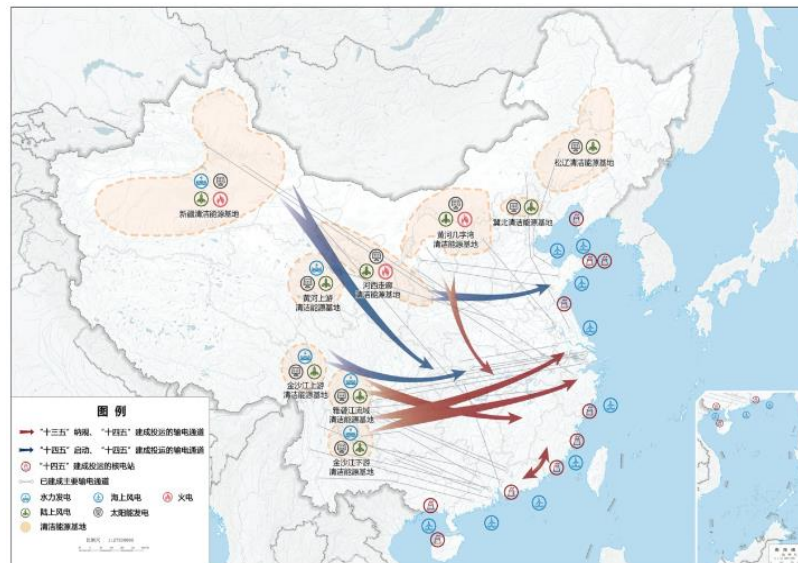 松辽清洁能源基地
新疆清洁能源基地
冀北清洁能源基地
黄河几字湾
清洁能源基地
河西走廊
清洁能源基地
黄河上游
清洁能源基地
金沙江上游
清洁能源基地
雅砻江流域
清洁能源基地
金沙江下游
清洁能源基地
图 例
“十三五”纳规、“十四五”建成投运的输电通道
“十四五”启动、“十四五”建成投运的输电通道
“十四五”建成投运的核电站
已建成主要输电通道
水力发电 海上风电 火电
陆上风电 太阳能发电
清洁能源基地
比例尺